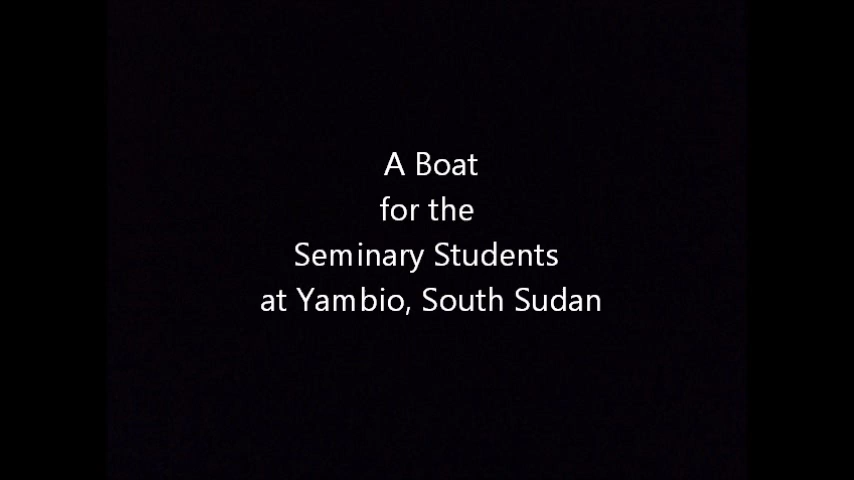 A Boat
for the
Seminary Students
at Yambio, South Sudan